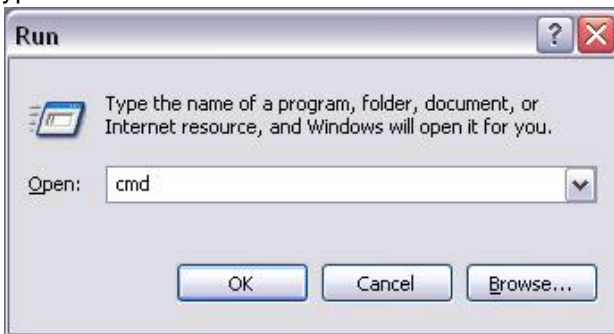 Run
Type the name of a program, folder, document, or
Internet resource, and Windows will open it for you.
Open: cmd
OK Cancel Browse...